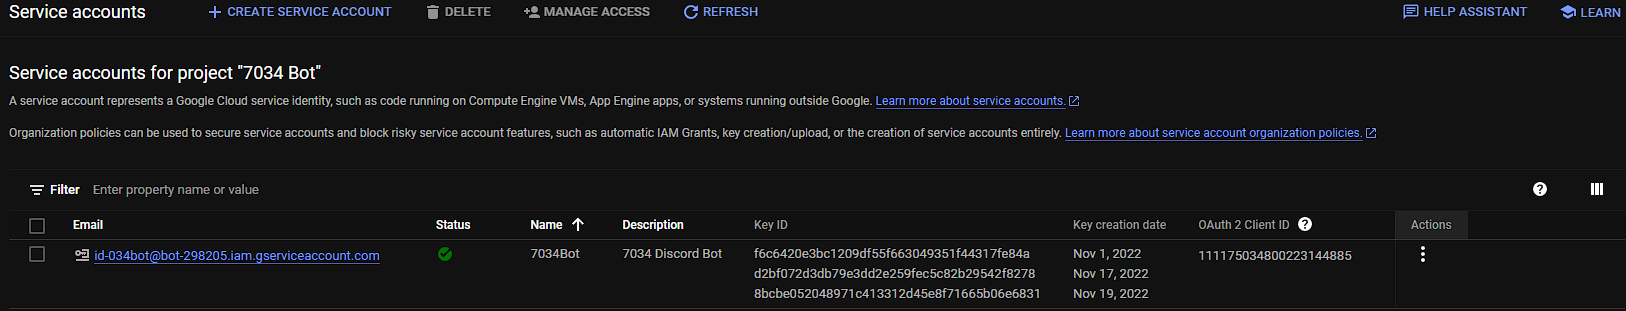 Service accounts CREATE SERVICE ACCOUNT DELETE MANAGE ACCESS REFRESH HELP ASSISTANT LEARN
Service accounts for project "7034 Bot"
A service account represents a Google Cloud service identity, such as code running on Compute Engine VMs, App Engine apps, or systems running outside Google. Learn more about service accounts.
Organization policies can be used to secure service accounts and block risky service account features, such as automatic IAM Grants, key creation/upload, or the creation of service accounts entirely. Learn more about service account organization policies.
Filter Enter property name or value
Email Status Name Description Key ID Key creation date OAuth 2 Client ID Actions
id-034bot@bot-298205.iam.gserviceaccount.com 7034Bot 7034 Discord Bot f6c6420e3bc1209df55f663049351f44317fe84a Nov 1, 2022 111175034800223144885
d2bf072d3db79e3dd2e259fec5c82b29542f8278 Nov 17, 2022
8bcbe052048971c413312d45e8f71665b06e6831 Nov 19, 2022